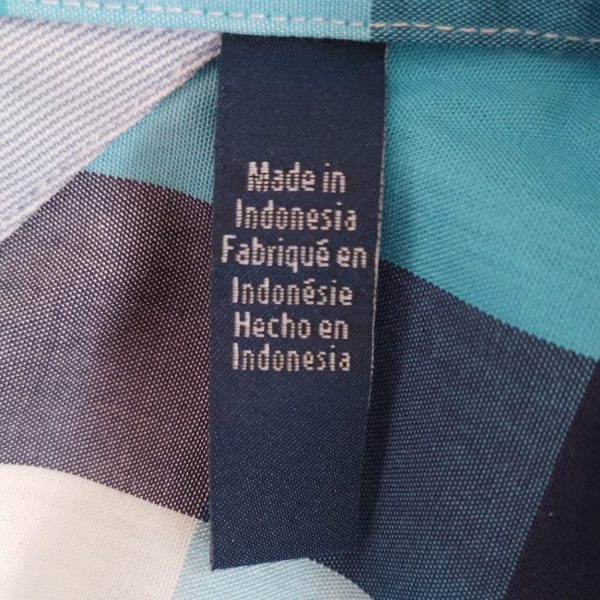 Made in
Indonesia
Fabriqué en
Indonésie
Hecho en
Indonesia